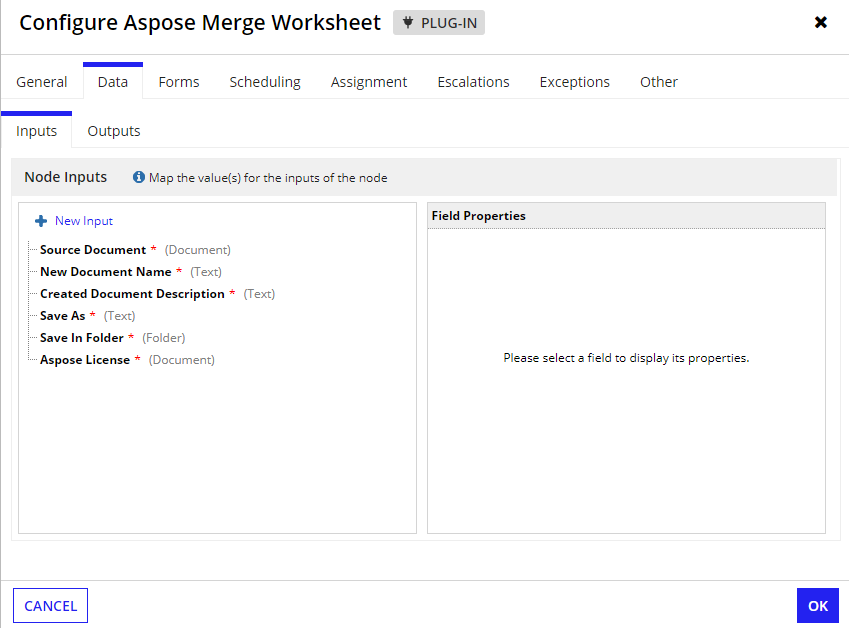 Configure Aspose Merge Worksheet PLUG-IN
General Data Forms Scheduling Assignment Escalations Exceptions Other
Inputs Outputs
Node Inputs Map the value(s) for the inputs of the node
New Input
Source Document * (Document)
New Document Name * (Text)
Created Document Description * (Text)
Save As * (Text)
Save In Folder * (Folder)
Aspose License * (Document)
Field Properties
Please select a field to display its properties.
CANCEL OK